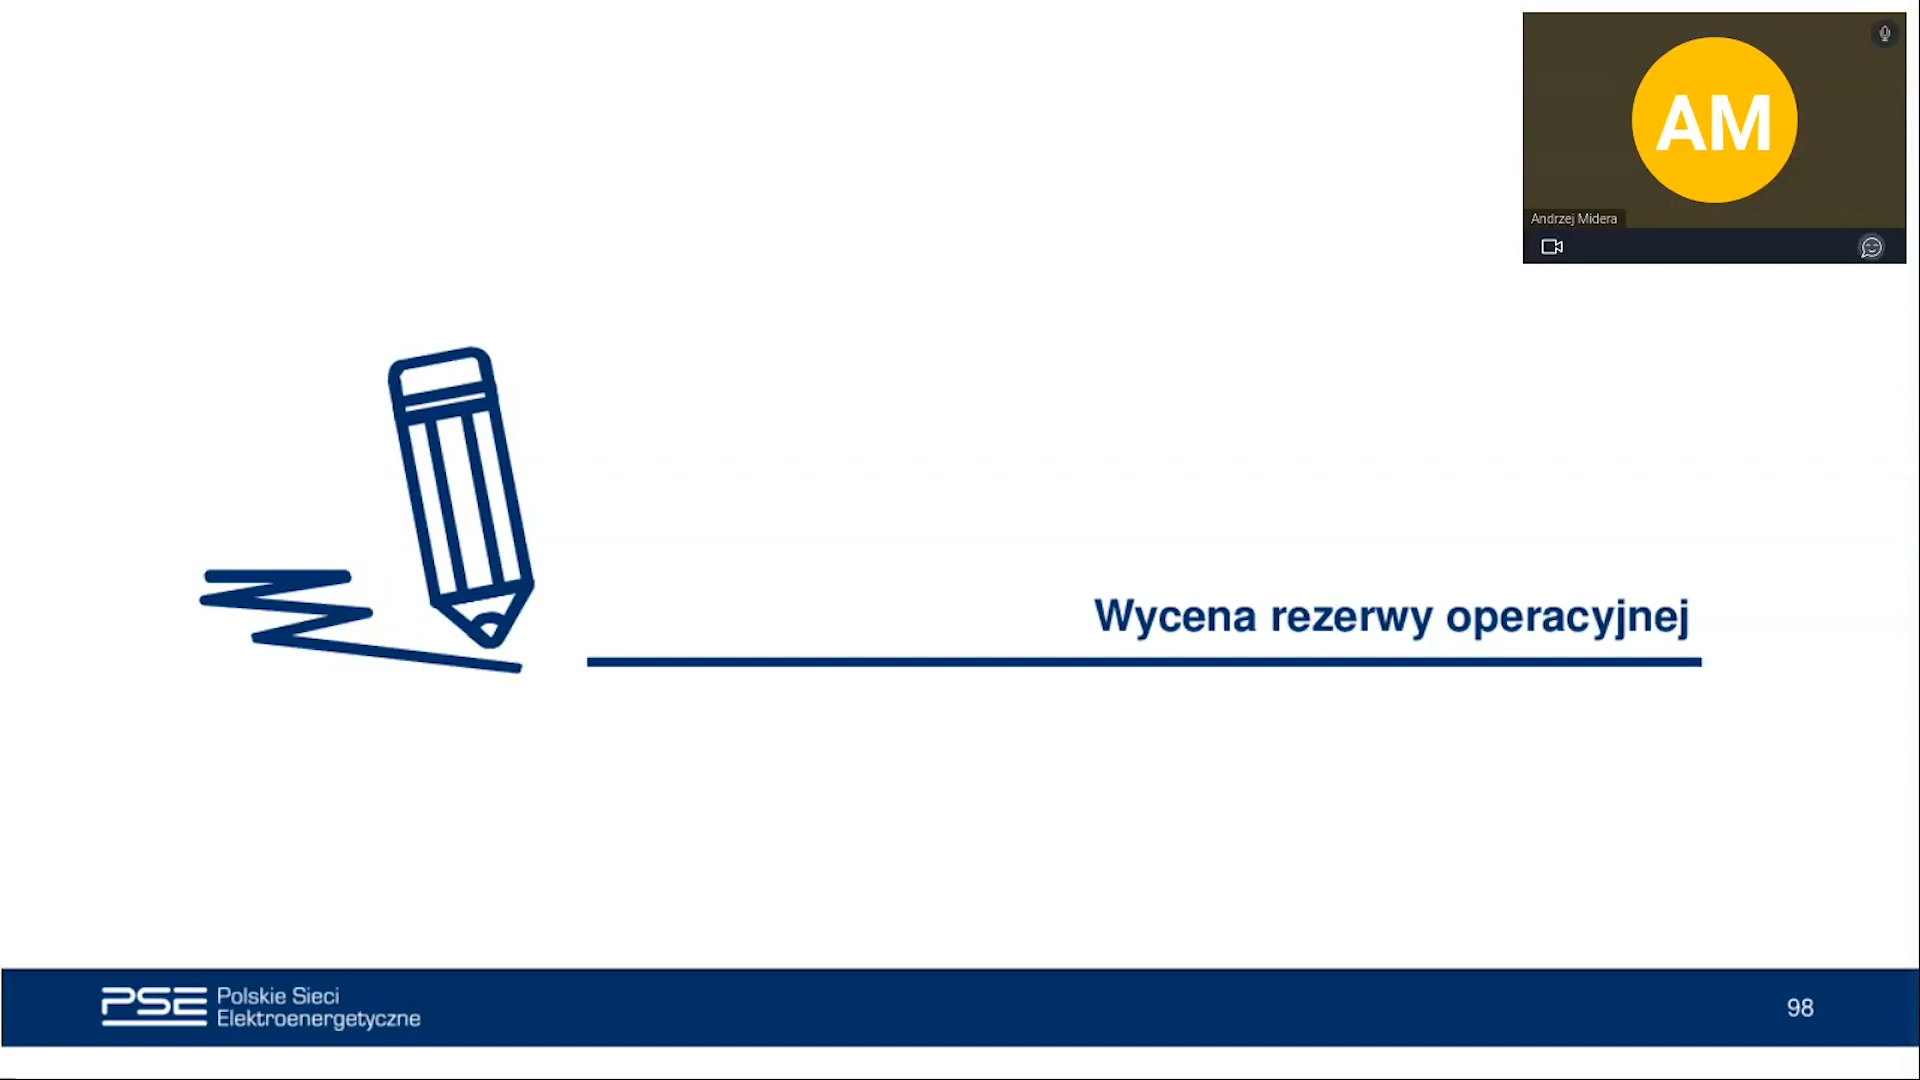 AM
Andrzej Midera
Wycena rezerwy operacyjnej
PSE
Polskie Sieci
Elektroenergetyczne
98